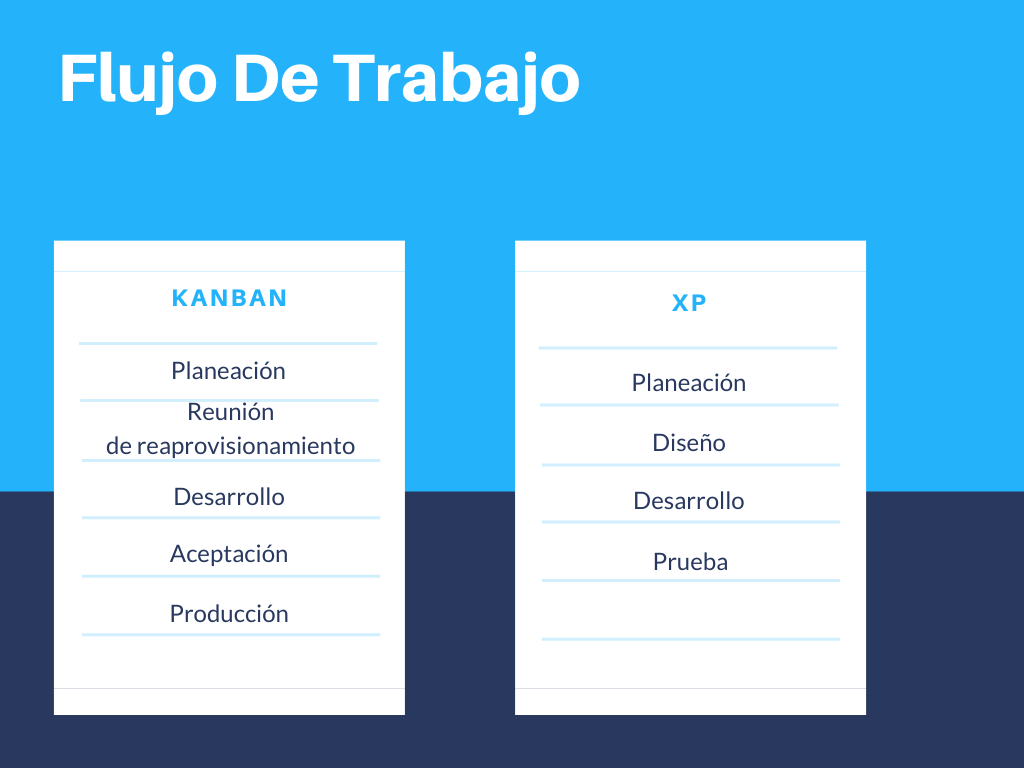 Flujo De Trabajo
KANBAN
Planeación
Reunión
de reaprovisionamiento
Desarrollo
Aceptación
Producción
XP
Planeación
Diseño
Desarrollo
Prueba